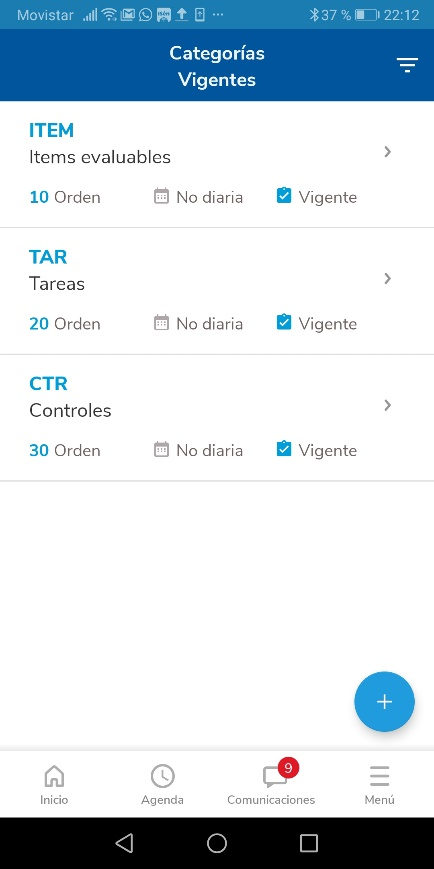 Movistar 37 % 22:12
Categorías
Vigentes
ITEM
Items evaluables
10 Orden No diaria Vigente
TAR
Tareas
20 Orden No diaria Vigente
CTR
Controles
30 Orden No diaria Vigente
+
9
Inicio Agenda Comunicaciones Menú